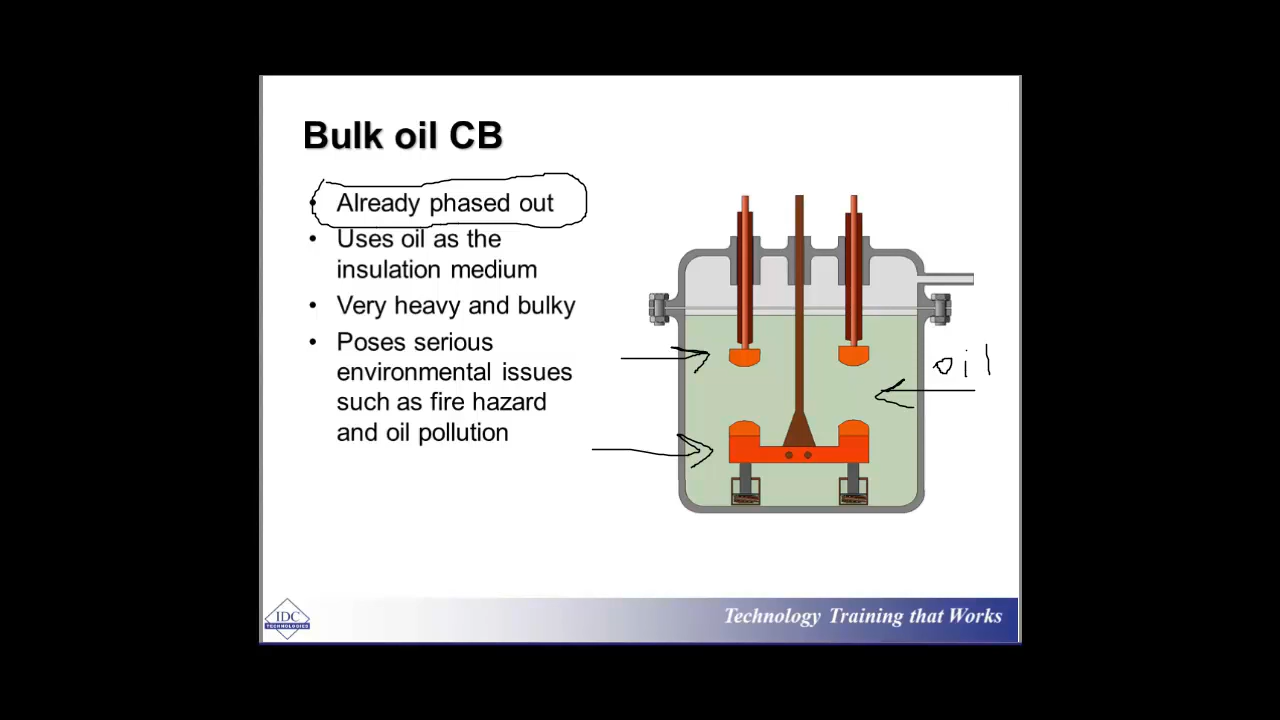 Bulk oil CB
• Already phased out
• Uses oil as the
insulation medium
• Very heavy and bulky
• Poses serious
environmental issues
such as fire hazard
and oil pollution
oil
IDC
TECHNOLOGIES
Technology Training that Works